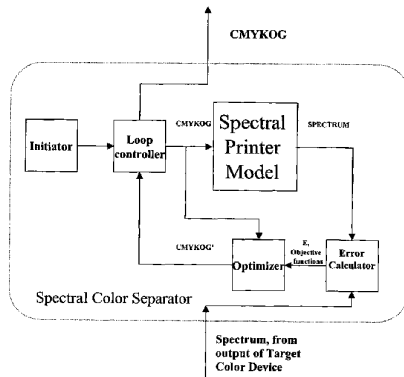 CMYKOG
Initiator
Loop
controller
CMYKOG
Spectral
Printer
Model
SPECTRUM
CMYKOG'
Optimizer
E,
Objective
functions
Error
Calculator
Spectral Color Separator
Spectrum, from
output of Target
Color Device